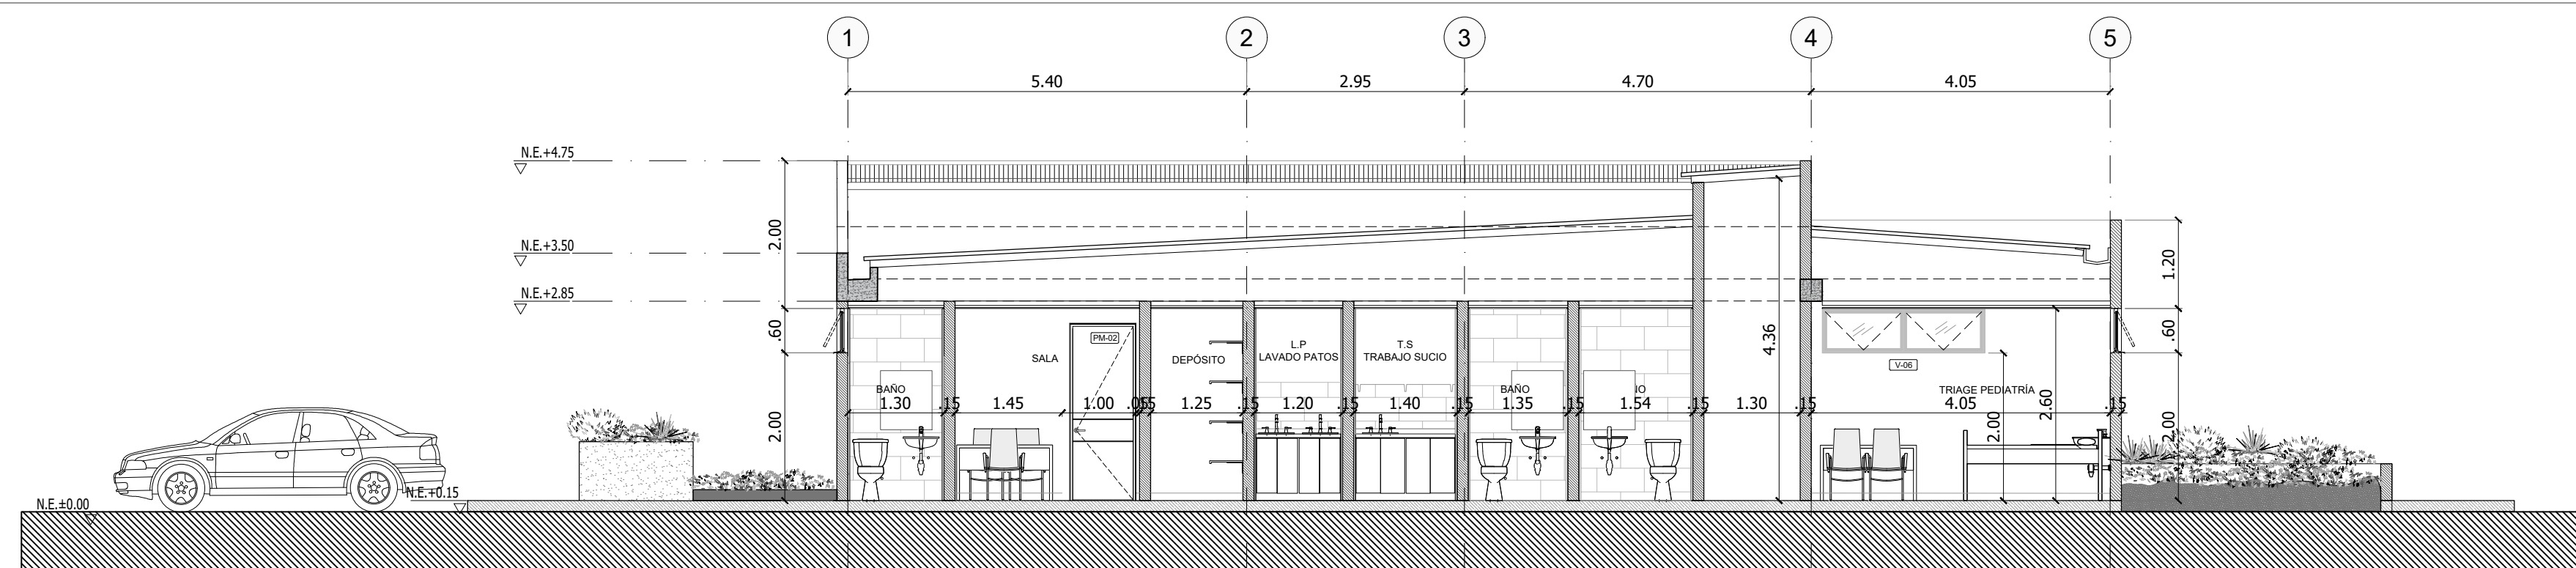 1
2
3
4
5
5.40
2.95
4.70
4.05
N.E.+4.75
N.E.+3.50
N.E.+2.85
2.00
.60
2.00
PM-02
SALA
DEPÓSITO
L.P
LAVADO PATOS
T.S
TRABAJO SUCIO
BAÑO
BAÑO
4.36
V-06
TRIAGE PEDIATRÍA
1.30
.15
1.45
1.00
.15
1.25
.15
1.20
.15
1.40
.15
1.35
.15
1.54
.15
1.30
.15
4.05
.15
2.00
2.60
1.20
.60
2.00
N.E.±0.00
N.E.+0.15